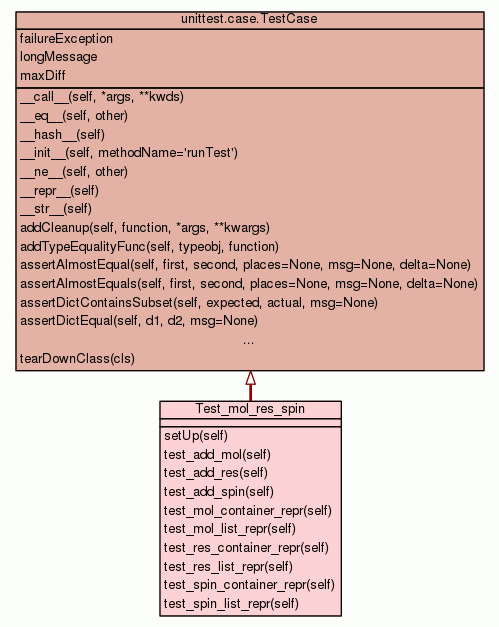 unittest.case.TestCase
failureException
longMessage
maxDiff
__call__(self, *args, **kwds)
__eq__(self, other)
__hash__(self)
__init__(self, methodName='runTest')
__ne__(self, other)
__repr__(self)
__str__(self)
addCleanup(self, function, *args, **kwargs)
addTypeEqualityFunc(self, typeobj, function)
assertAlmostEqual(self, first, second, places=None, msg=None, delta=None)
assertAlmostEquals(self, first, second, places=None, msg=None, delta=None)
assertDictContainsSubset(self, expected, actual, msg=None)
assertDictEqual(self, d1, d2, msg=None)
...
tearDownClass(cls)
Test_mol_res_spin
setUp(self)
test_add_mol(self)
test_add_res(self)
test_add_spin(self)
test_mol_container_repr(self)
test_mol_list_repr(self)
test_res_container_repr(self)
test_res_list_repr(self)
test_spin_container_repr(self)
test_spin_list_repr(self)